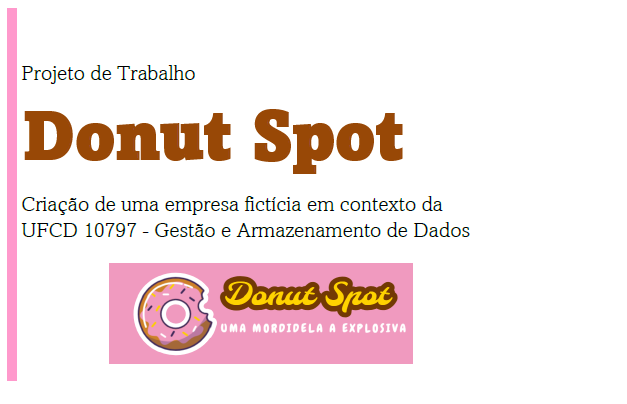 Projeto de Trabalho
Donut Spot
Criação de uma empresa fictícia em contexto da
UFCD 10797 - Gestão e Armazenamento de Dados
Donut Spot
UMA MORDIDELA A EXPLOSIVA